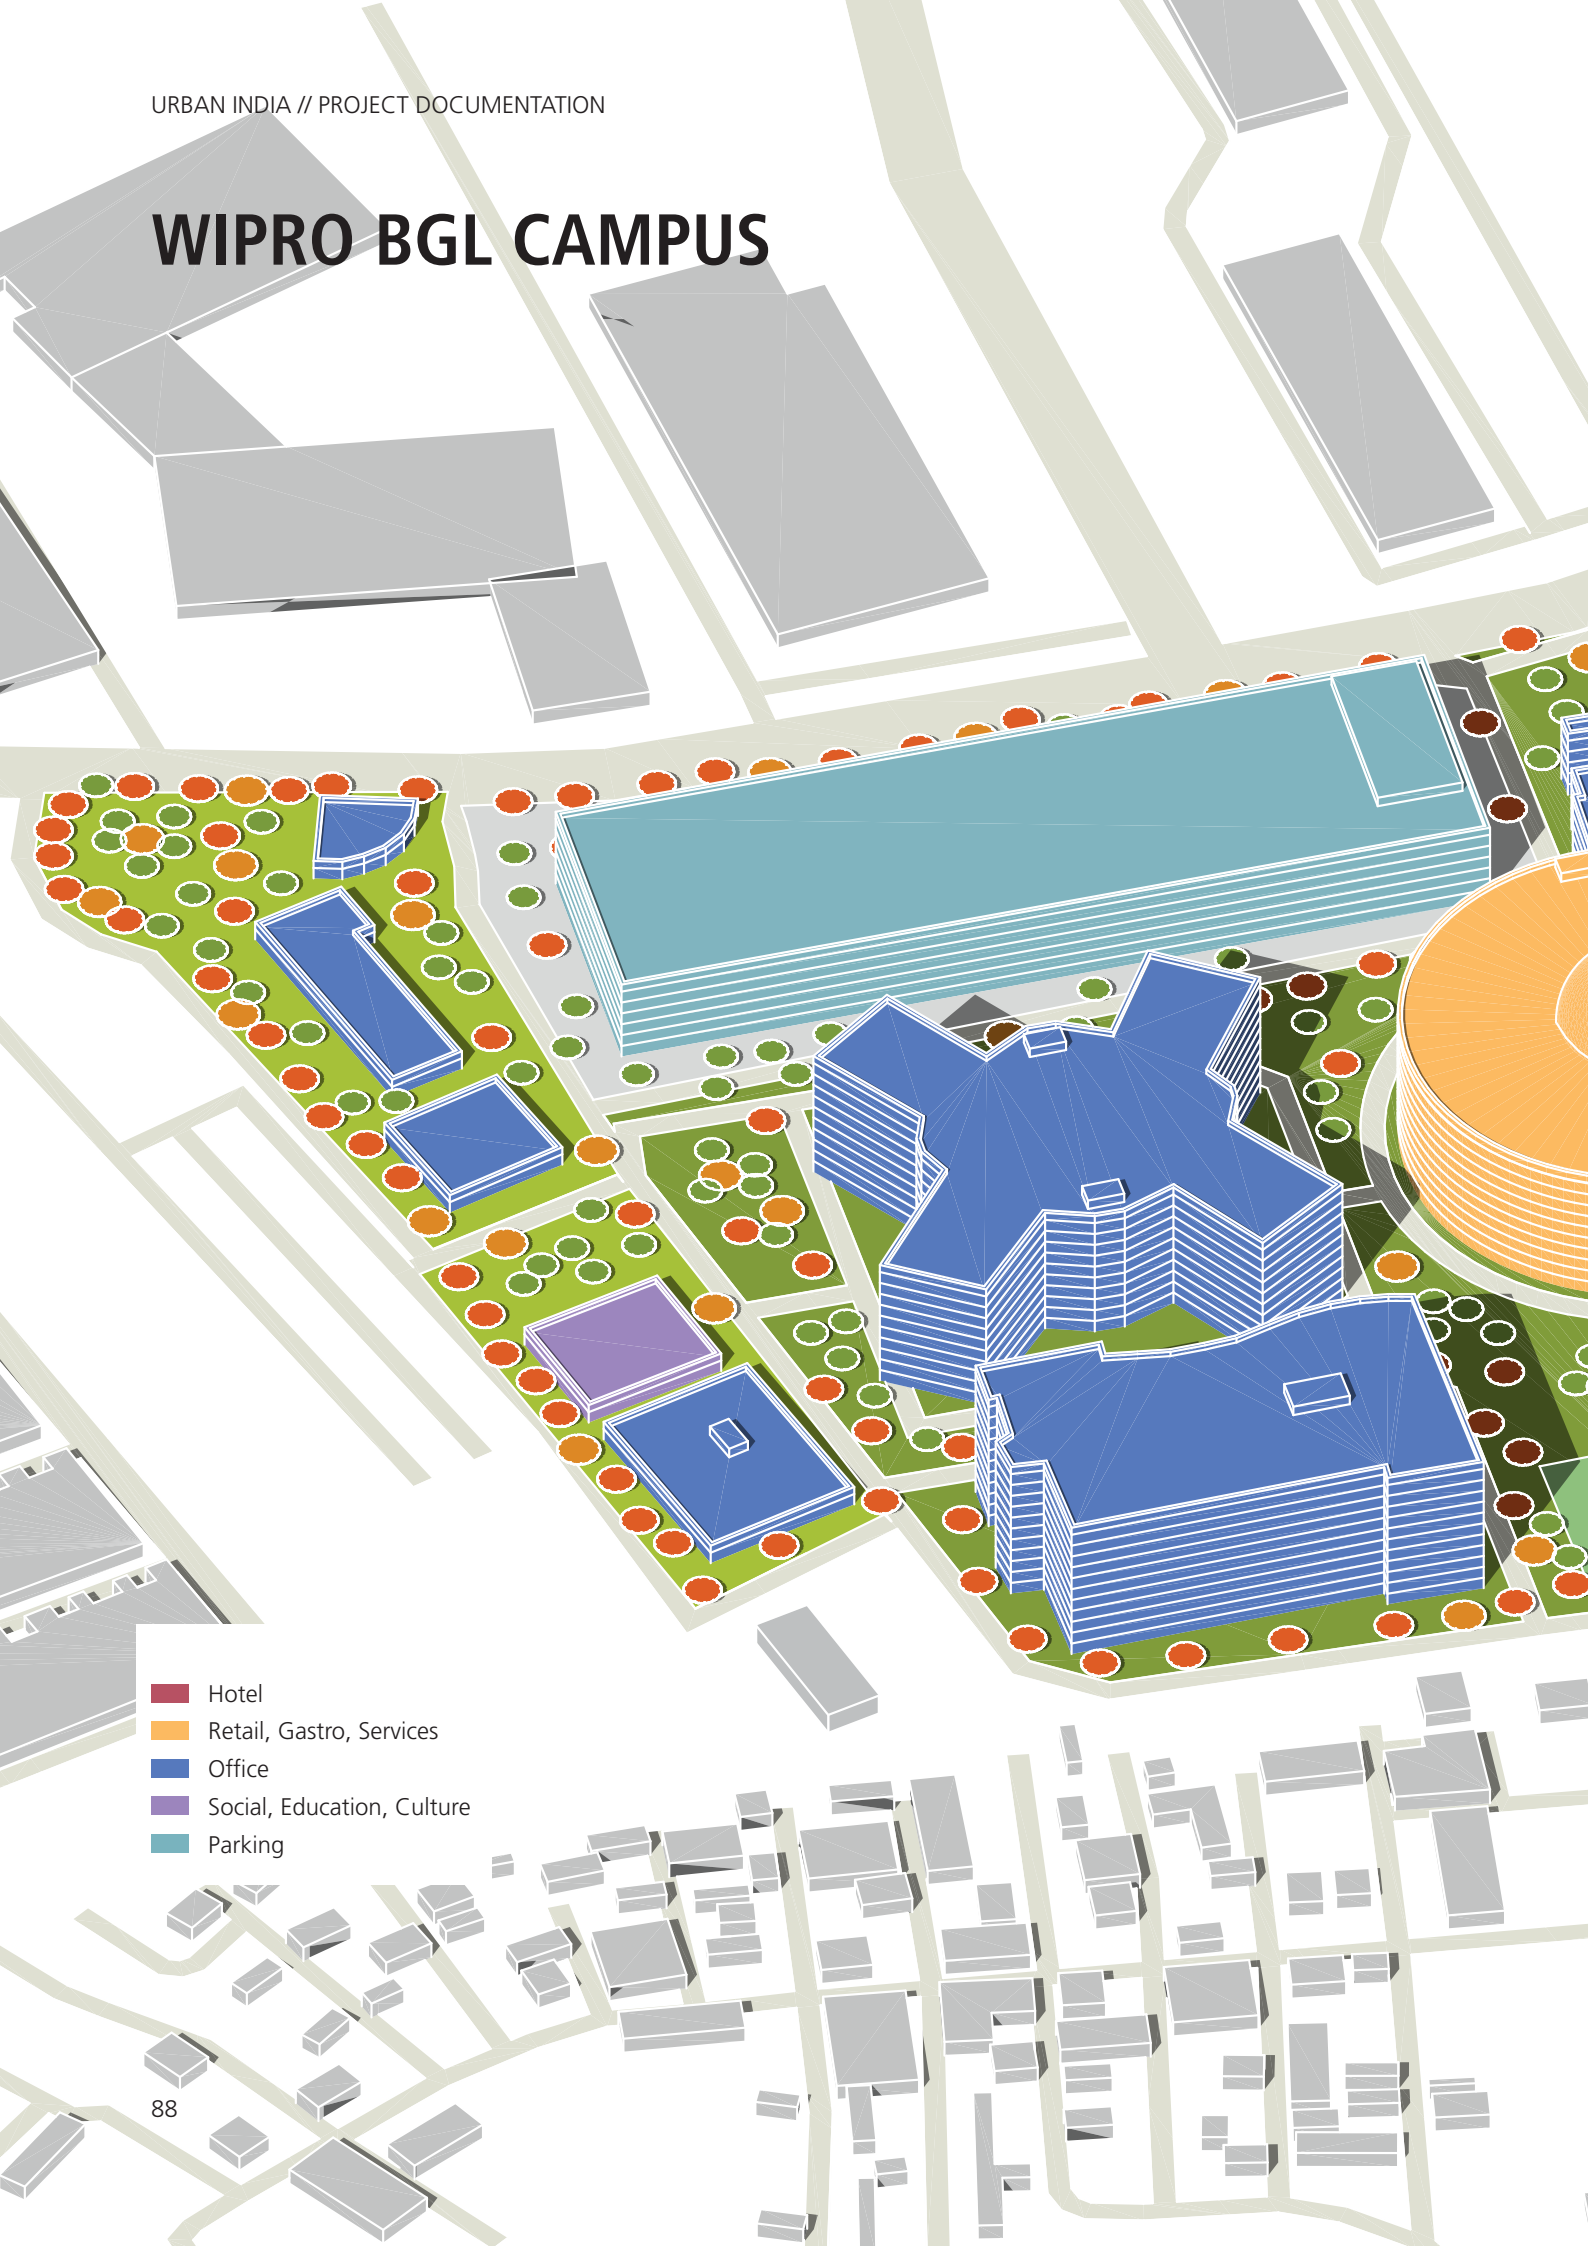 URBAN INDIA // PROJECT DOCUMENTATION
WIPRO BGL CAMPUS
Hotel
Retail, Gastro, Services
Office
Social, Education, Culture
Parking
88